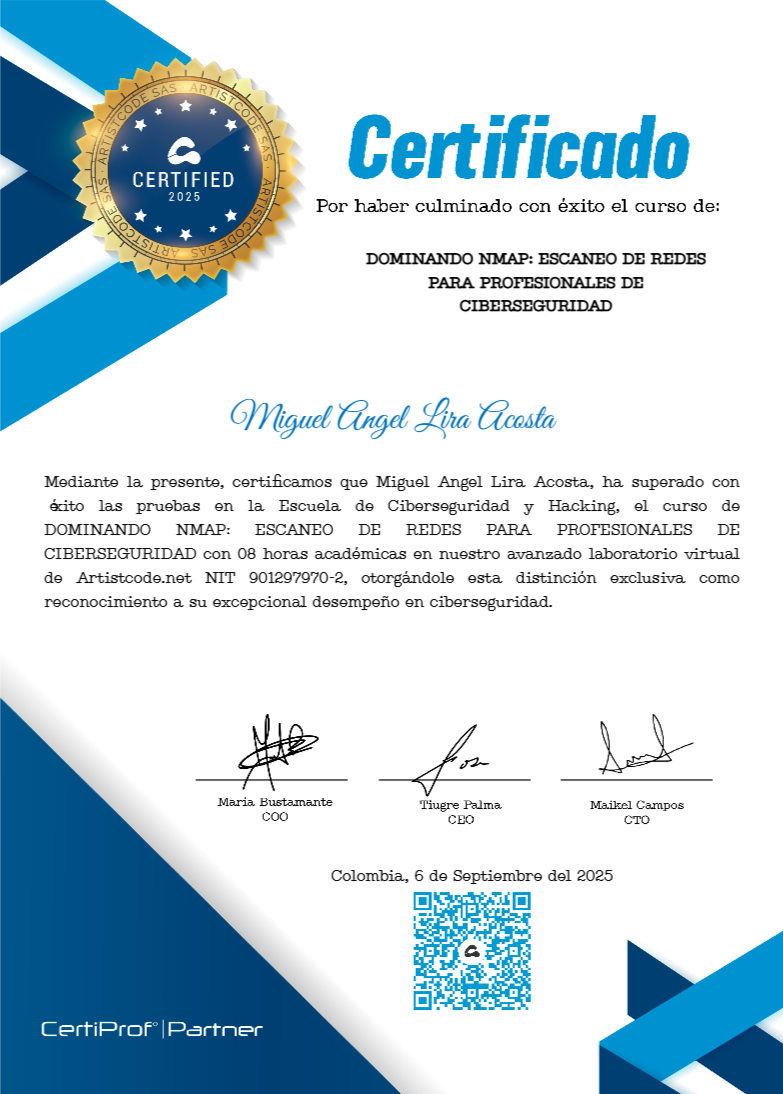 ARTISTCODE SAS · ARTISTCODE SAS · ARTISTCODE SAS · ARTISTCODE SAS ·
CERTIFIED
2025
Certificado
Por haber culminado con éxito el curso de:
DOMINANDO NMAP: ESCANEO DE REDES
PARA PROFESIONALES DE
CIBERSEGURIDAD
Miguel Angel Lira Acosta
Mediante la presente, certificamos que Miguel Angel Lira Acosta, ha superado con
éxito las pruebas en la Escuela de Ciberseguridad y Hacking, el curso de
DOMINANDO NMAP: ESCANEO DE REDES PARA PROFESIONALES DE
CIBERSEGURIDAD con 08 horas académicas en nuestro avanzado laboratorio virtual
de Artistcode.net NIT 901297970-2, otorgándole esta distinción exclusiva como
reconocimiento a su excepcional desempeño en ciberseguridad.
Maria Bustamante
COO
Tiugre Palma
CEO
Maikel Campos
CTO
Colombia, 6 de Septiembre del 2025
CertiProf® | Partner